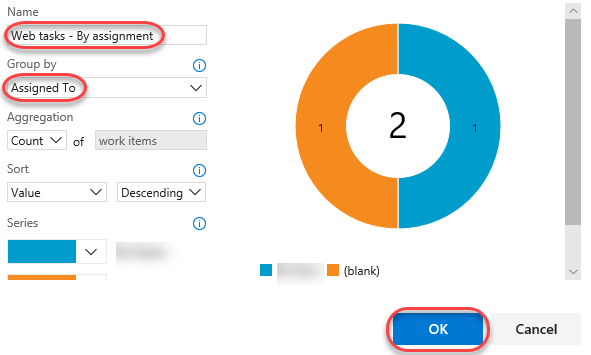 Name
Web tasks - By assignment
Group by
Assigned To
Aggregation
Count of work items
Sort
Value Descending
Series
1 2 1
(blank)
OK Cancel